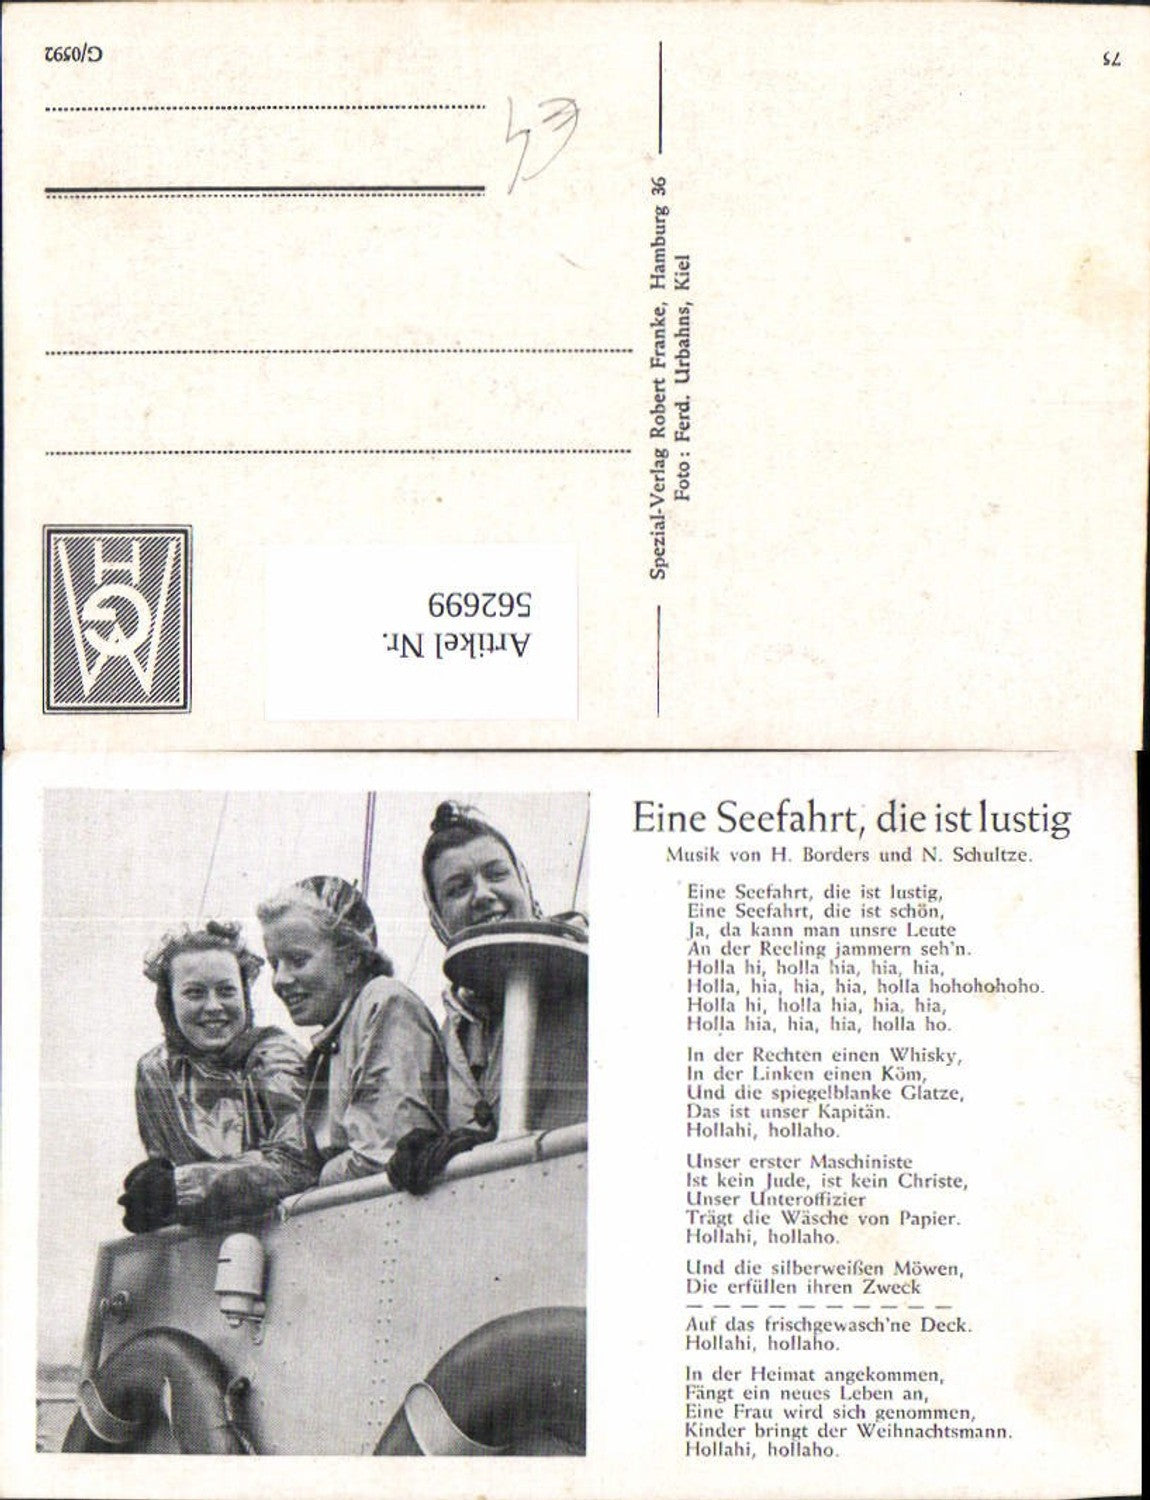 G/0592
75
43
Spezial-Verlag Robert Franke, Hamburg 36
Foto: Ferd. Urbahns, Kiel
Artikel Nr.
562699
Eine Seefahrt, die ist lustig
Musik von H. Borders und N. Schultze.
Eine Seefahrt, die ist lustig,
Eine Seefahrt, die ist schön,
Ja, da kann man unsre Leute
An der Reeling jammern seh'n.
Holla hi, holla hia, hia, hia,
Holla, hia, hia, hia, holla hohohohoho.
Holla hi, holla hia, hia, hia,
Holla hia, hia, hia, holla ho.
In der Rechten einen Whisky,
In der Linken einen Köm,
Und die spiegelblanke Glatze,
Das ist unser Kapitän.
Hollahi, hollaho.
Unser erster Maschiniste
Ist kein Jude, ist kein Christe,
Unser Unteroffizier
Trägt die Wäsche von Papier.
Hollahi, hollaho.
Und die silberweißen Möwen,
Die erfüllen ihren Zweck
— — — — — — — — — —
Auf das frischgewasch'ne Deck.
Hollahi, hollaho.
In der Heimat angekommen,
Fängt ein neues Leben an,
Eine Frau wird sich genommen,
Kinder bringt der Weihnachtsmann.
Hollahi, hollaho.